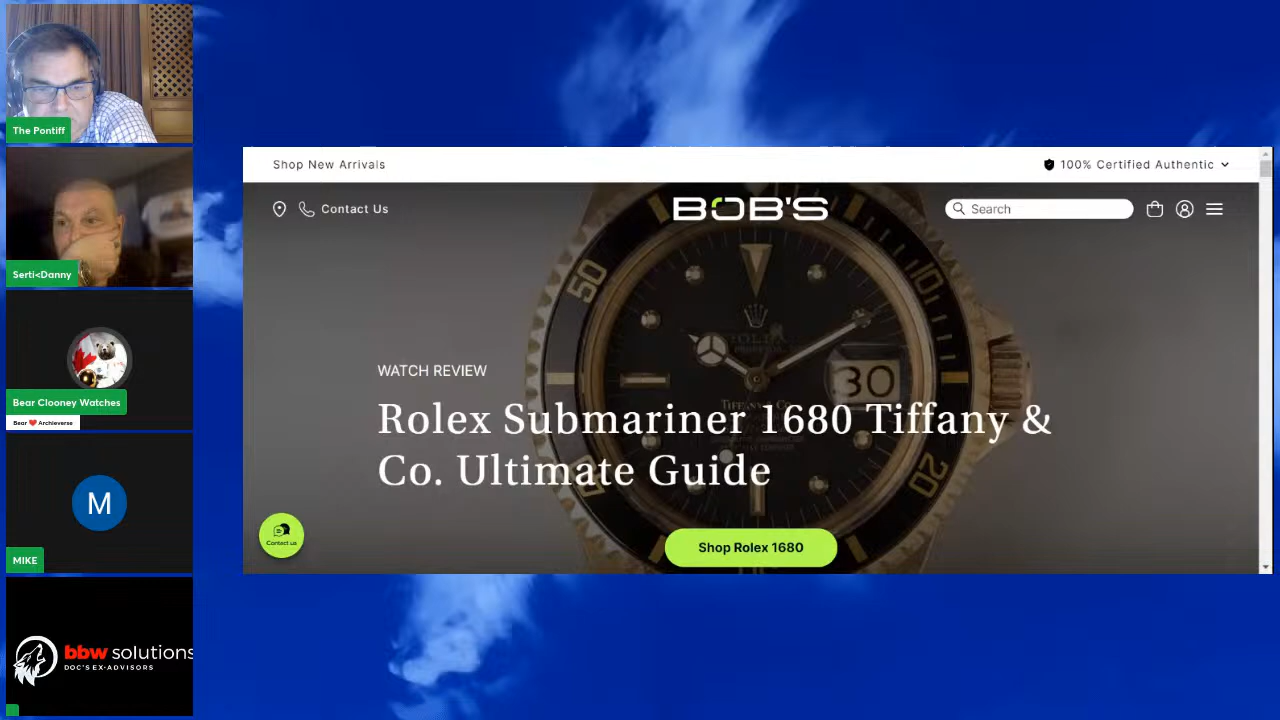 The Pontiff
Serti<Danny
Bear Clooney Watches
Bear ❤️ Archieverse
M
MIKE
bbw solutions
DOC'S EX-ADVISORS
Shop New Arrivals
100% Certified Authentic
Contact Us
BOB'S
Search
50
10
30
20
ROLEX
TIFFANY & CO
WATCH REVIEW
Rolex Submariner 1680 Tiffany &
Co. Ultimate Guide
Contact us
Shop Rolex 1680